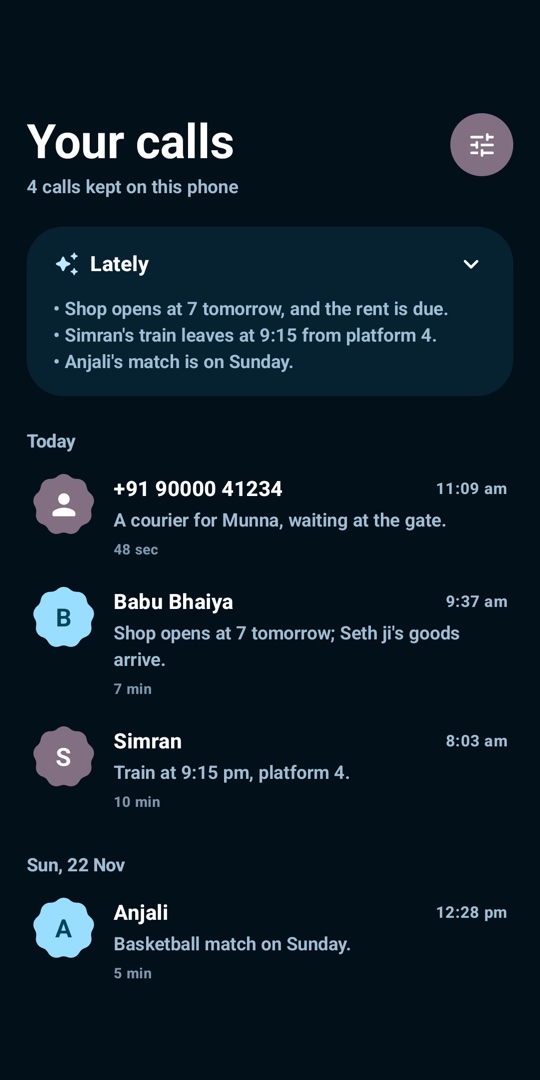 Your calls
4 calls kept on this phone
Lately
• Shop opens at 7 tomorrow, and the rent is due.
• Simran's train leaves at 9:15 from platform 4.
• Anjali's match is on Sunday.
Today
+91 90000 41234 11:09 am
A courier for Munna, waiting at the gate.
48 sec
B Babu Bhaiya 9:37 am
Shop opens at 7 tomorrow; Seth ji's goods
arrive.
7 min
S Simran 8:03 am
Train at 9:15 pm, platform 4.
10 min
Sun, 22 Nov
A Anjali 12:28 pm
Basketball match on Sunday.
5 min